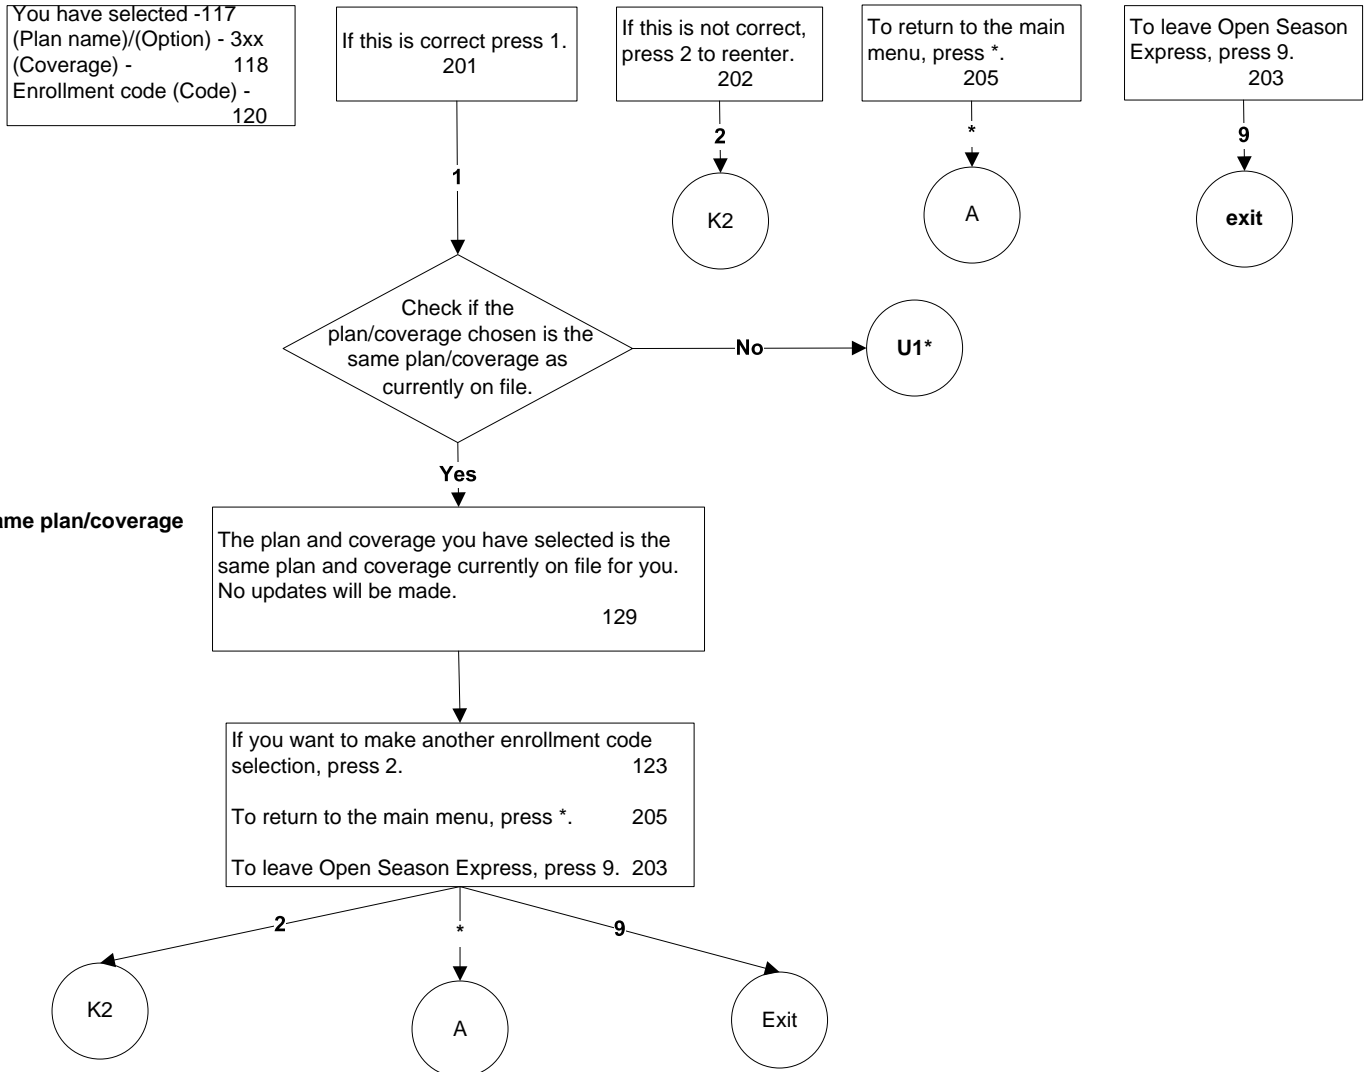 You have selected -117
(Plan name)/(Option) - 3xx
(Coverage) - 118
Enrollment code (Code) -
120
If this is correct press 1.
201
If this is not correct,
press 2 to reenter.
202
To return to the main
menu, press *.
205
To leave Open Season
Express, press 9.
203
1
2
*
9
K2
A
exit
Check if the
plan/coverage chosen is the
same plan/coverage as
currently on file.
No
U1*
Yes
ame plan/coverage
The plan and coverage you have selected is the
same plan and coverage currently on file for you.
No updates will be made.
129
If you want to make another enrollment code
selection, press 2. 123
To return to the main menu, press *. 205
To leave Open Season Express, press 9. 203
2
*
9
K2
A
Exit